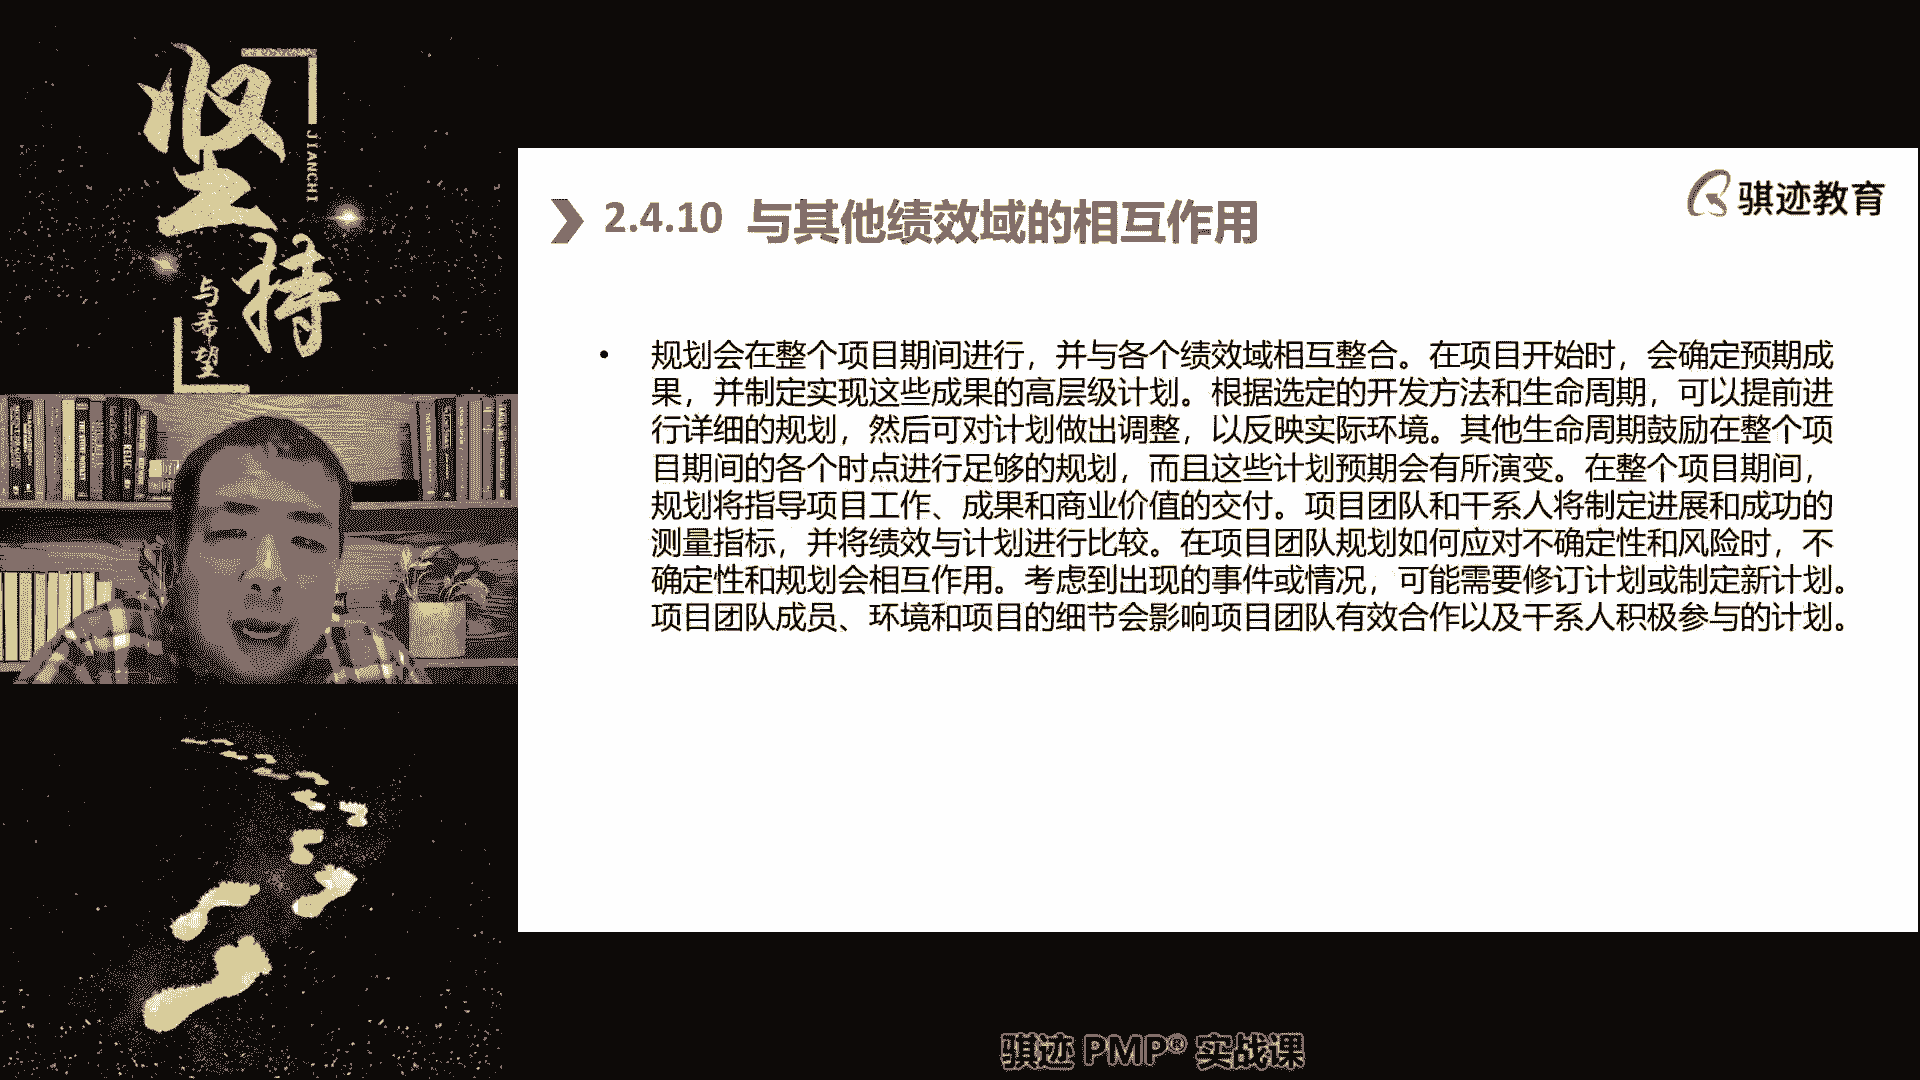 坚持
JIANCHI
与希望
骐迹教育
2.4.10 与其他绩效域的相互作用
• 规划会在整个项目期间进行，并与各个绩效域相互整合。在项目开始时，会确定预期成
果，并制定实现这些成果的高层级计划。根据选定的开发方法和生命周期，可以提前进
行详细的规划，然后可对计划做出调整，以反映实际环境。其他生命周期鼓励在整个项
目期间的各个时点进行足够的规划，而且这些计划预期会有所演变。在整个项目期间，
规划将指导项目工作、成果和商业价值的交付。项目团队和干系人将制定进展和成功的
测量指标，并将绩效与计划进行比较。在项目团队规划如何应对不确定性和风险时，不
确定性和规划会相互作用。考虑到出现的事件或情况，可能需要修订计划或制定新计划。
项目团队成员、环境和项目的细节会影响项目团队有效合作以及干系人积极参与的计划。
骐迹 PMP® 实战课